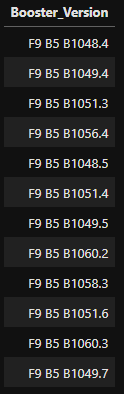 Booster_Version
F9 B5 B1048.4
F9 B5 B1049.4
F9 B5 B1051.3
F9 B5 B1056.4
F9 B5 B1048.5
F9 B5 B1051.4
F9 B5 B1049.5
F9 B5 B1060.2
F9 B5 B1058.3
F9 B5 B1051.6
F9 B5 B1060.3
F9 B5 B1049.7